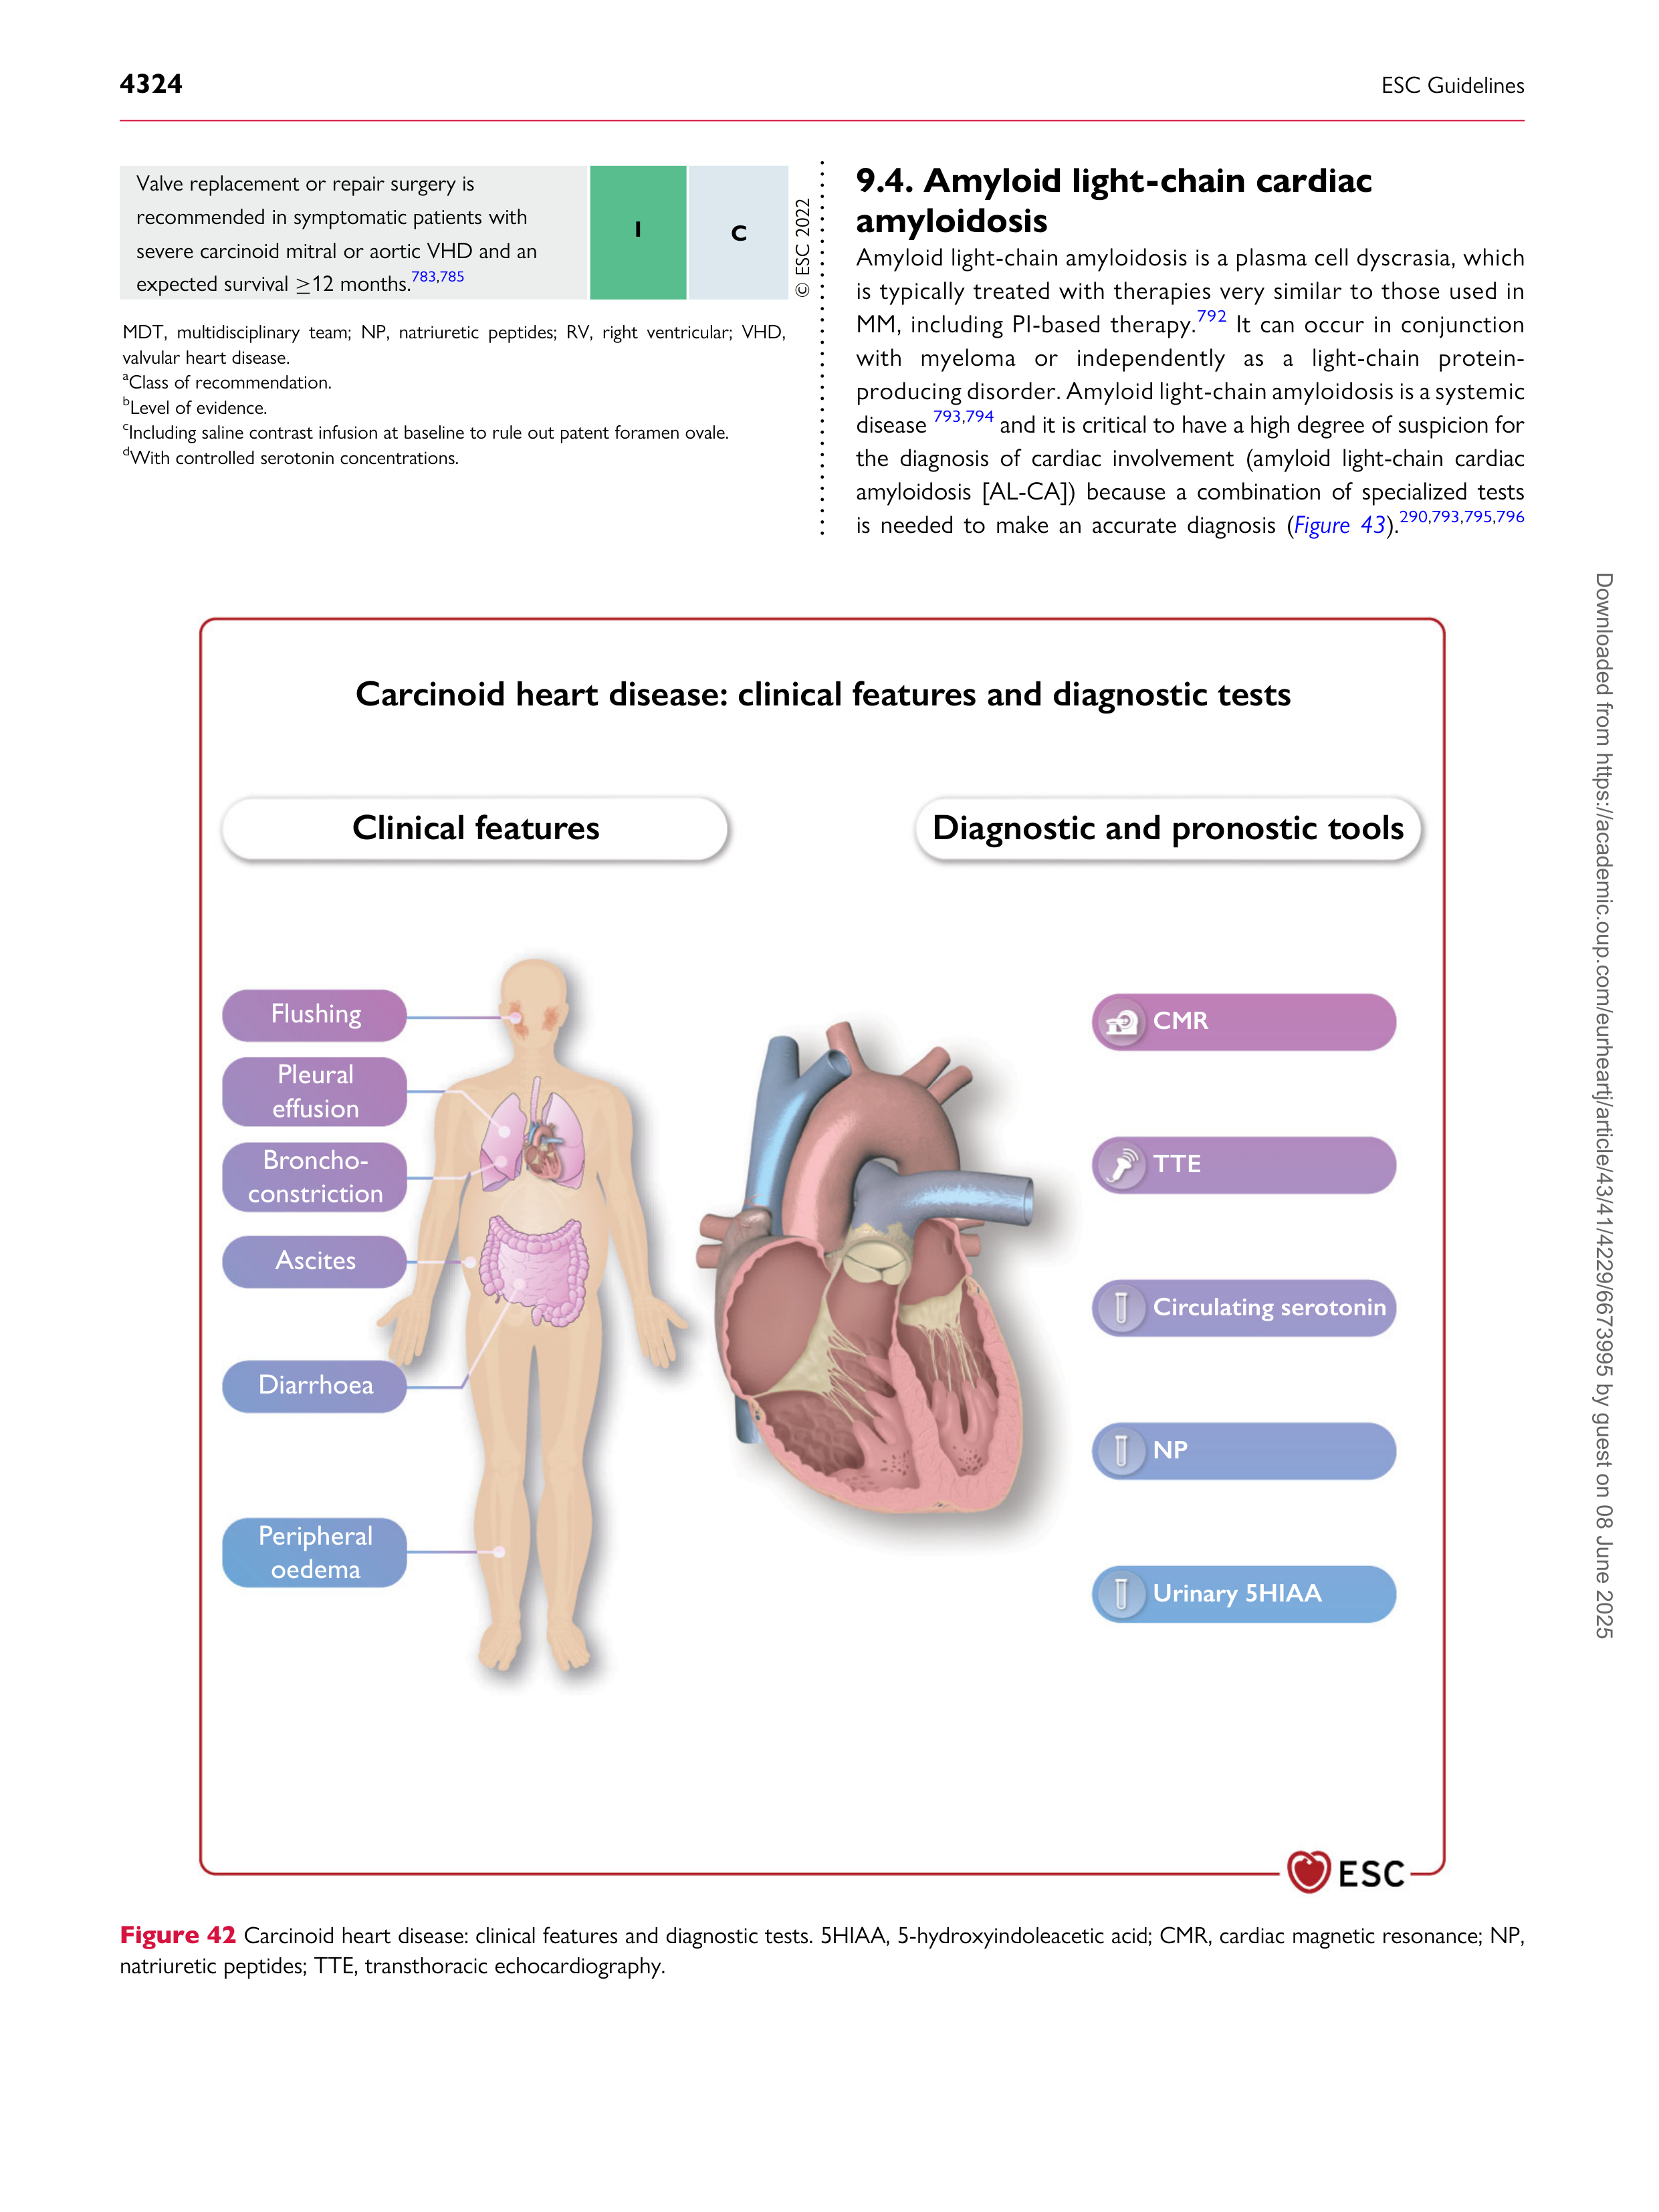 4324
ESC Guidelines
Valve replacement or repair surgery is
recommended in symptomatic patients with
severe carcinoid mitral or aortic VHD and an
expected survival ≥12 months.783,785
I
C
© ESC 2022
MDT, multidisciplinary team; NP, natriuretic peptides; RV, right ventricular; VHD,
valvular heart disease.
aClass of recommendation.
bLevel of evidence.
cIncluding saline contrast infusion at baseline to rule out patent foramen ovale.
dWith controlled serotonin concentrations.
9.4. Amyloid light-chain cardiac
amyloidosis
Amyloid light-chain amyloidosis is a plasma cell dyscrasia, which
is typically treated with therapies very similar to those used in
MM, including PI-based therapy.792 It can occur in conjunction
with myeloma or independently as a light-chain protein-
producing disorder. Amyloid light-chain amyloidosis is a systemic
disease 793,794 and it is critical to have a high degree of suspicion for
the diagnosis of cardiac involvement (amyloid light-chain cardiac
amyloidosis [AL-CA]) because a combination of specialized tests
is needed to make an accurate diagnosis (Figure 43).290,793,795,796
Carcinoid heart disease: clinical features and diagnostic tests
Clinical features
Flushing
Pleural
effusion
Broncho-
constriction
Ascites
Diarrhoea
Peripheral
oedema
Diagnostic and pronostic tools
CMR
TTE
Circulating serotonin
NP
Urinary 5HIAA
ESC
Figure 42 Carcinoid heart disease: clinical features and diagnostic tests. 5HIAA, 5-hydroxyindoleacetic acid; CMR, cardiac magnetic resonance; NP,
natriuretic peptides; TTE, transthoracic echocardiography.
Downloaded from https://academic.oup.com/eurheartj/article/43/41/4229/6673995 by guest on 08 June 2025